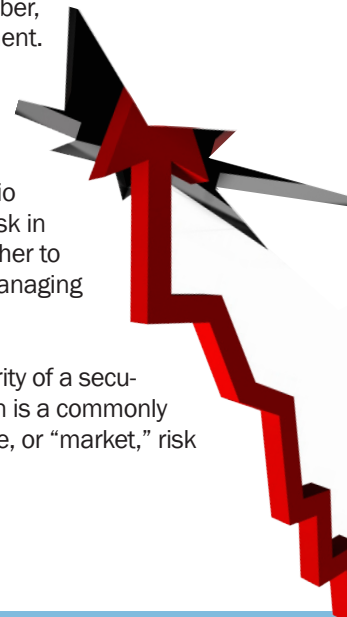 ber,
ent.
io
sk in
her to
anaging
rity of a secu-
n is a commonly
e, or “market,” risk